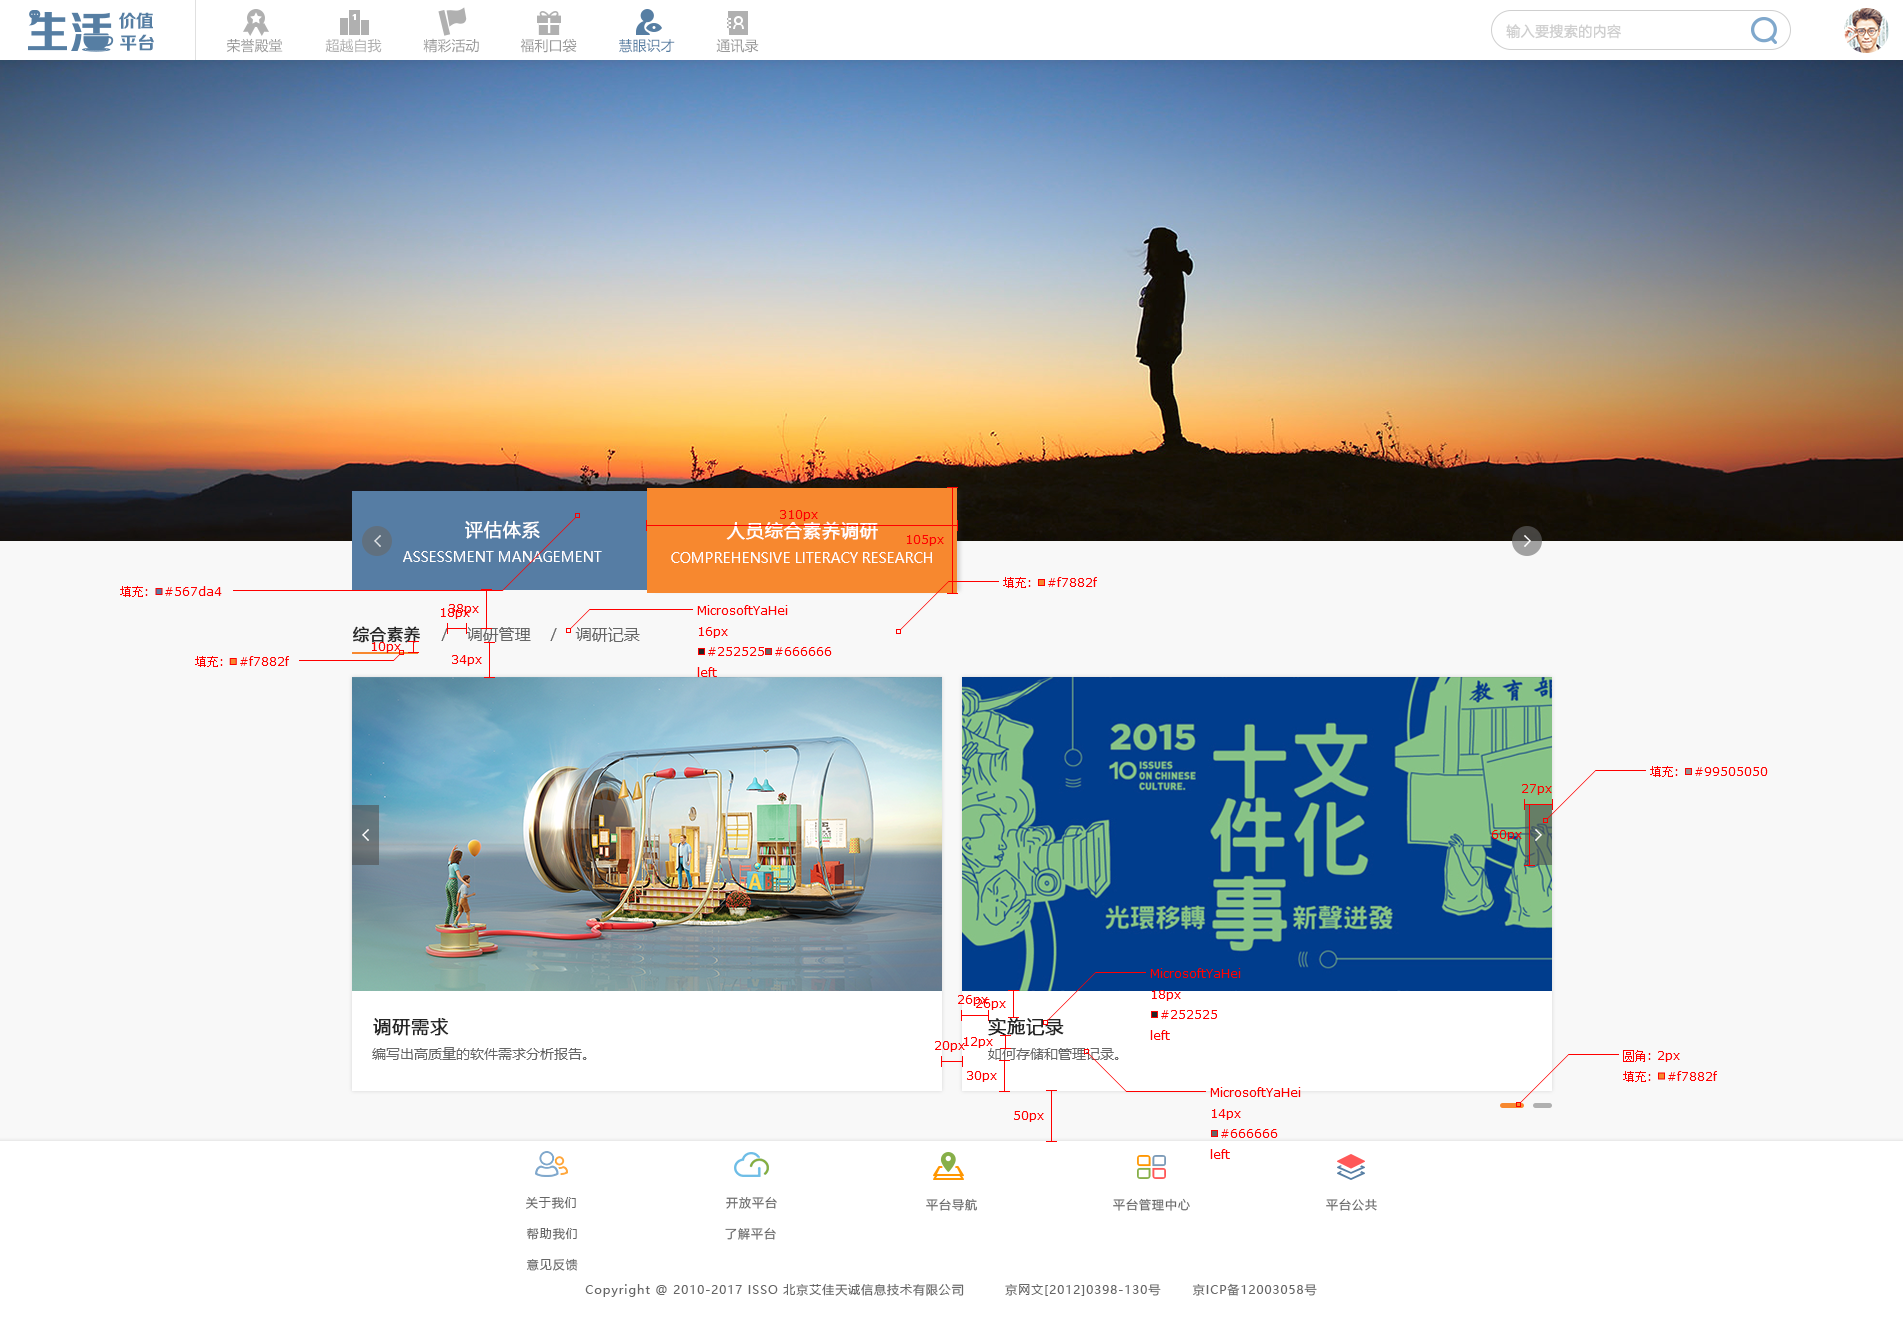 生活 价值平台
荣誉殿堂
超越自我
精彩活动
福利口袋
慧眼识才
通讯录
输入要搜索的内容
评估体系
ASSESSMENT MANAGEMENT
310px
人员综合素养调研
105px
COMPREHENSIVE LITERACY RESEARCH
填充: #567da4
填充: #f7882f
38px
18px
MicrosoftYaHei
16px
#252525 #666666
left
综合素养 / 调研管理 / 调研记录
10px
填充: #f7882f
34px
教育部
2015
10 ISSUES
ON CHINESE
CULTURE.
十文
件化
事
光環移轉
新聲迸發
填充: #99505050
27px
60px
MicrosoftYaHei
18px
#252525
left
26px
26px
调研需求
编写出高质量的软件需求分析报告。
实施记录
12px
20px
如何存储和管理记录。
30px
50px
MicrosoftYaHei
14px
#666666
left
圆角: 2px
填充: #f7882f
关于我们
帮助我们
意见反馈
开放平台
了解平台
平台导航
平台管理中心
平台公共
Copyright @ 2010-2017 ISSO 北京艾佳天诚信息技术有限公司 京网文[2012]0398-130号 京ICP备12003058号